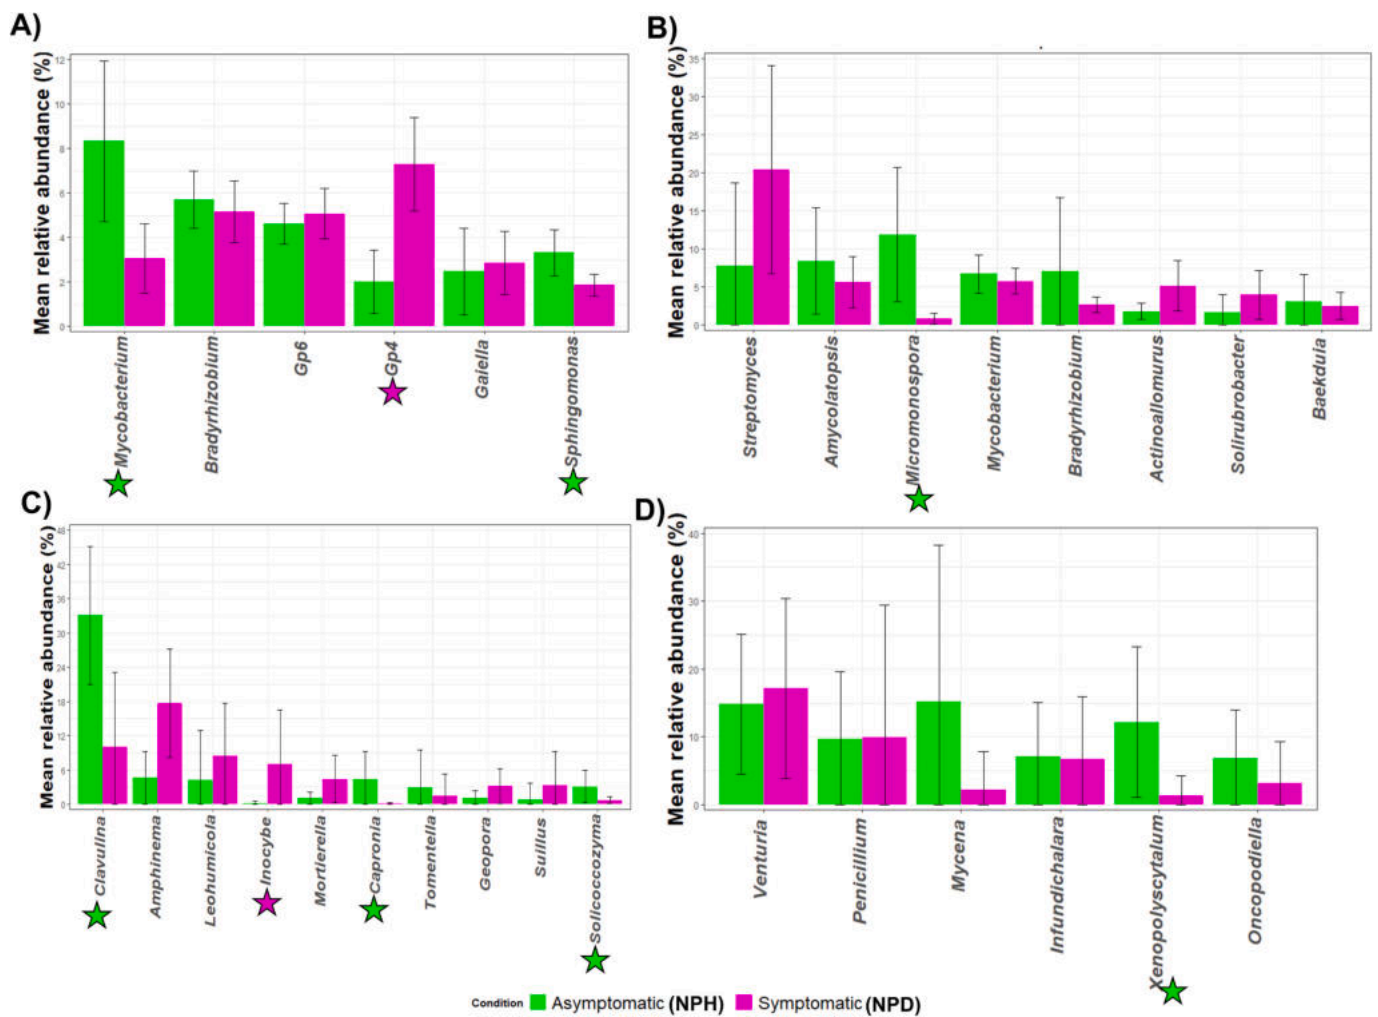 A)
Mean relative abundance (%)
12
10
8
6
4
2
0
Mycobacterium
Bradyrhizobium
Gp6
Gp4
Gaiella
Sphingomonas
B)
Mean relative abundance (%)
35
30
25
20
15
10
5
0
Streptomyces
Amycolatopsis
Micromonospora
Mycobacterium
Bradyrhizobium
Actinoallomurus
Solirubrobacter
Baekduia
C)
Mean relative abundance (%)
48
42
36
30
24
18
12
6
0
Clavulina
Amphinema
Leohumicola
Inocybe
Mortierella
Capronia
Tomentella
Geopora
Suillus
Solicoccozyma
D)
Mean relative abundance (%)
40
30
20
10
0
Venturia
Penicillium
Mycena
Infundichalara
Xenopolyscytalum
Oncopodiella
Condition Asymptomatic (NPH) Symptomatic (NPD)